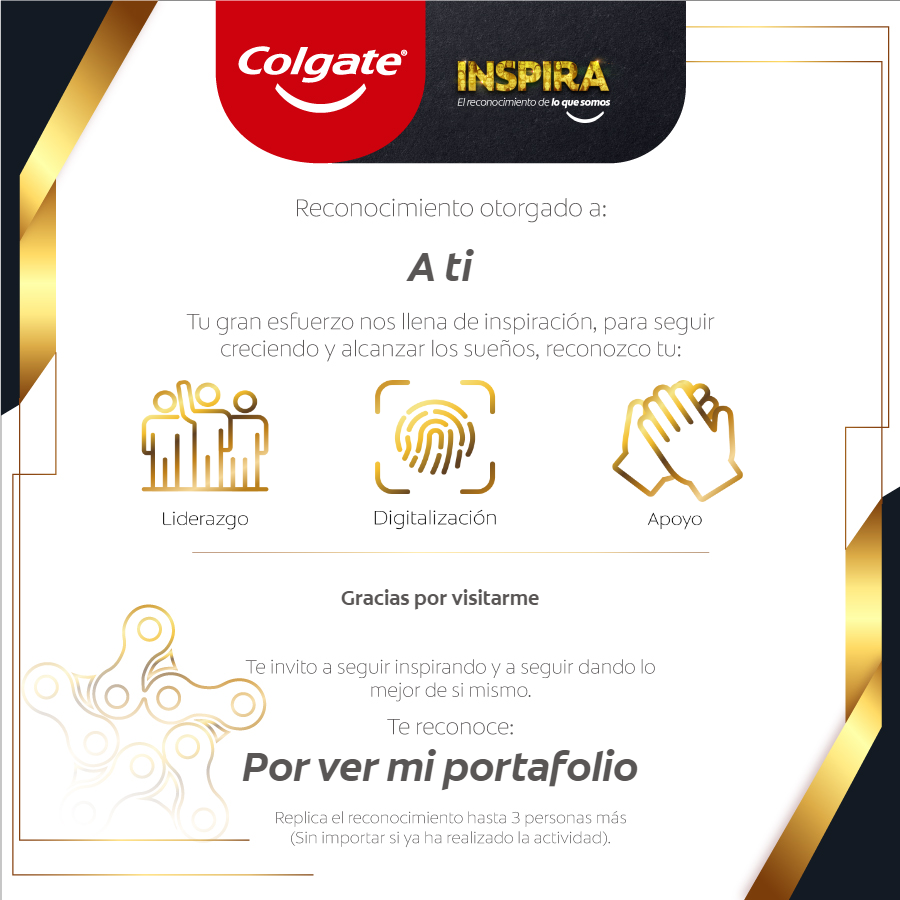 Colgate®
INSPIRA
El reconocimiento de lo que somos
Reconocimiento otorgado a:
A ti
Tu gran esfuerzo nos llena de inspiración, para seguir
creciendo y alcanzar los sueños, reconozco tu:
Liderazgo
Digitalización
Apoyo
Gracias por visitarme
Te invito a seguir inspirando y a seguir dando lo
mejor de si mismo.
Te reconoce:
Por ver mi portafolio
Replica el reconocimiento hasta 3 personas más
(Sin importar si ya ha realizado la actividad).